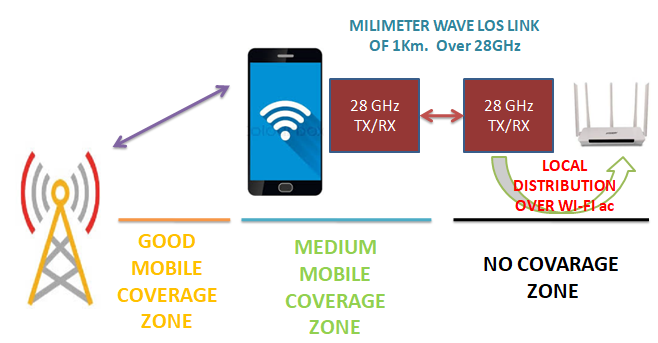 MILIMETER WAVE LOS LINK
OF 1Km. Over 28GHz
28 GHz
TX/RX
28 GHz
TX/RX
LOCAL
DISTRIBUTION
OVER WI-FI ac
GOOD
MOBILE
COVERAGE
ZONE
MEDIUM
MOBILE
COVERAGE
ZONE
NO COVARAGE
ZONE